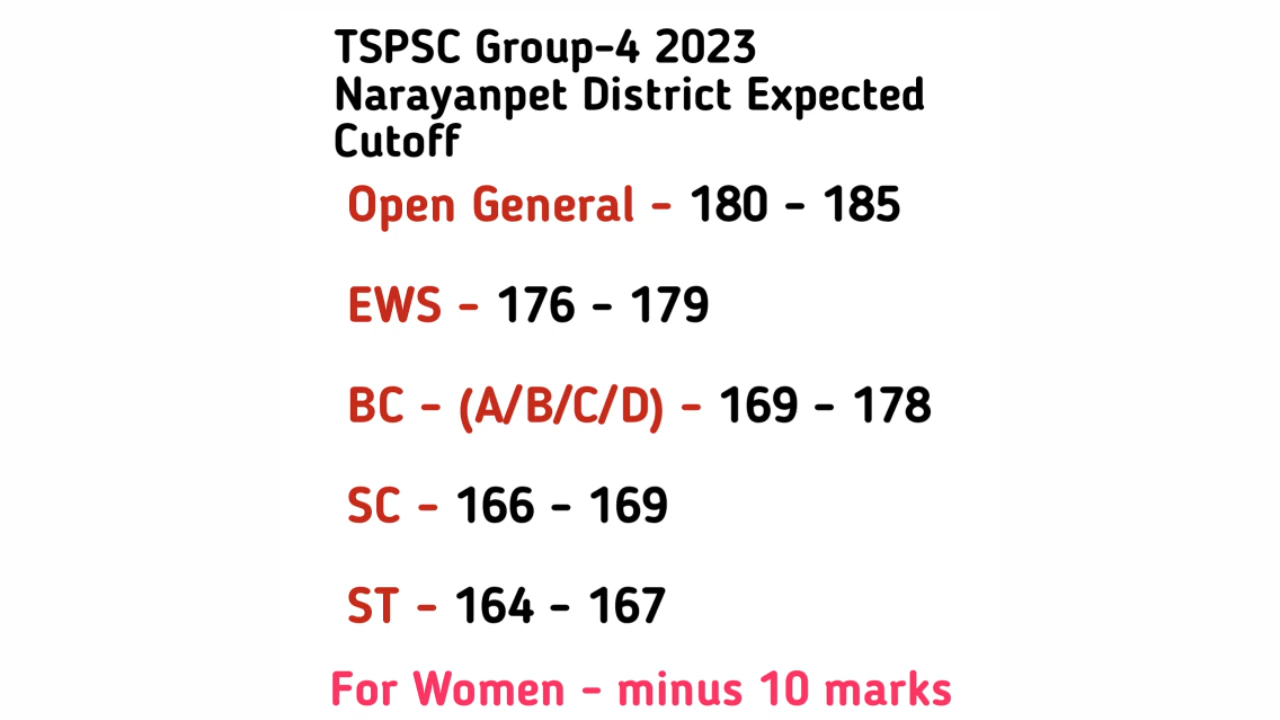 TSPSC Group-4 2023
Narayanpet District Expected
Cutoff
Open General - 180 - 185
EWS - 176 - 179
BC - (A/B/C/D) - 169 - 178
SC - 166 - 169
ST - 164 - 167
For Women - minus 10 marks